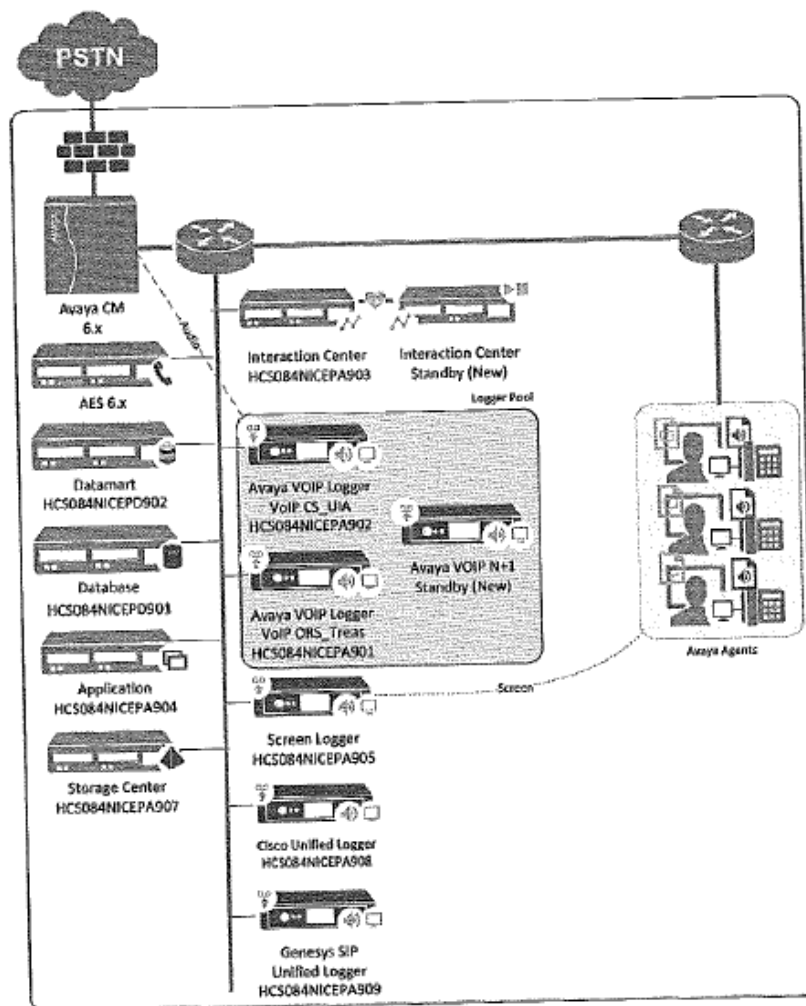 PSTN
Avaya CM
6.x
Audio
AES 6.x
Datamart
HCS084NICEPD902
Database
HCS084NICEPD901
Application
HCS084NICEPA904
Storage Center
HCS084NICEPA907
Interaction Center
HCS084NICEPA903
Interaction Center
Standby (New)
Logger Pool
Avaya VOIP Logger
VoIP CS_UIA
HCS084NICEPA902
Avaya VOIP N+1
Standby (New)
Avaya VOIP Logger
VoIP ORS_Treas
HCS084NICEPA901
Screen
Screen Logger
HCS084NICEPA905
Cisco Unified Logger
HCS084NICEPA908
Genesys SIP
Unified Logger
HCS084NICEPA909
Avaya Agents